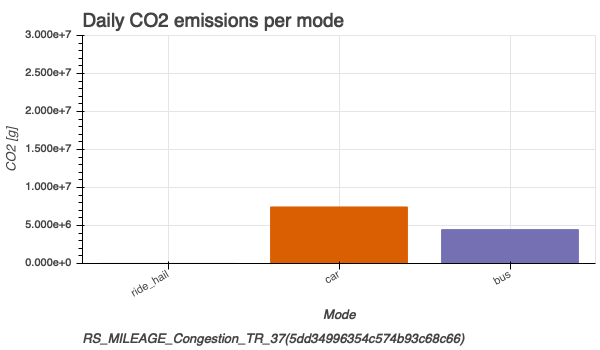 Daily CO2 emissions per mode
3.000e+7
2.500e+7
2.000e+7
1.500e+7
1.000e+7
5.000e+6
0.000e+0
CO2 [g]
ride_hail
car
bus
Mode
RS_MILEAGE_Congestion_TR_37(5dd34996354c574b93c68c66)